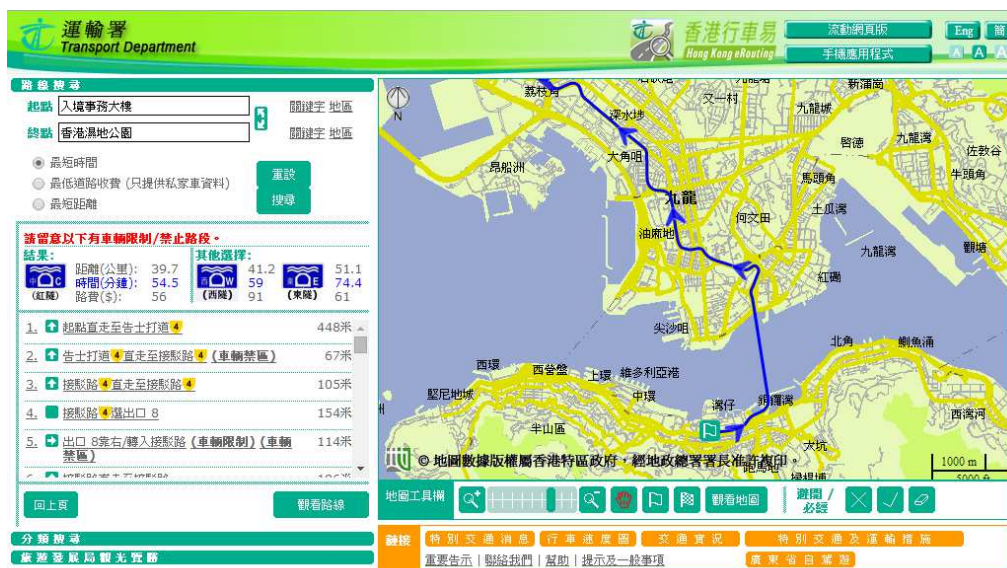 運輸署
Transport Department
香港行車易
Hong Kong eRouting
流動網頁版
手機應用程式
Eng 簡
A A A
路線搜尋
起點 入境事務大樓 關鍵字 地區
終點 香港濕地公園 關鍵字 地區
最短時間
最低道路收費 (只提供私家車資料)
最短距離
重設
搜尋
請留意以下有車輛限制/禁止路段。
結果: 其他選擇:
中 C (紅隧) 距離(公里): 39.7 時間(分鐘): 54.5 路費($): 56
西 W (西隧) 41.2 59 91
東 E (東隧) 51.1 74.4 61
1. 起點直走至告士打道 4 448米
2. 告士打道 4 直走至接駁路 4 (車輛禁區) 67米
3. 接駁路 4 直走至接駁路 4 105米
4. 接駁路 4 選出口 8 154米
5. 出口 8靠右/轉入接駁路 (車輛限制) (車輛禁區) 114米
回上頁
觀看路線
分類搜尋
旅遊發展局觀光覽勝
N
荔枝角
深水埗
又一村
九龍城
新蒲崗
啓德
九龍灣
佐敦谷
牛頭角
昂船洲
大角咀
馬頭角
九龍
何文田
土瓜灣
油麻地
九龍灣
觀塘
紅磡
尖沙咀
北角
鰂魚涌
西環
西營盤
上環
維多利亞港
中環
堅尼地城
灣仔
銅鑼灣
西灣河
半山區
大坑
跑馬地
掃桿埔
© 地圖數據版權屬香港特區政府，經地政總署署長准許複印。
1000 m
5000 ft
地圖工具欄
觀看地圖
避開 /
必經
鏈接
特別交通消息
行車速度圖
交通實況
特別交通及運輸措施
重要告示 | 聯絡我們 | 幫助 | 提示及一般事項
廣東省自駕遊